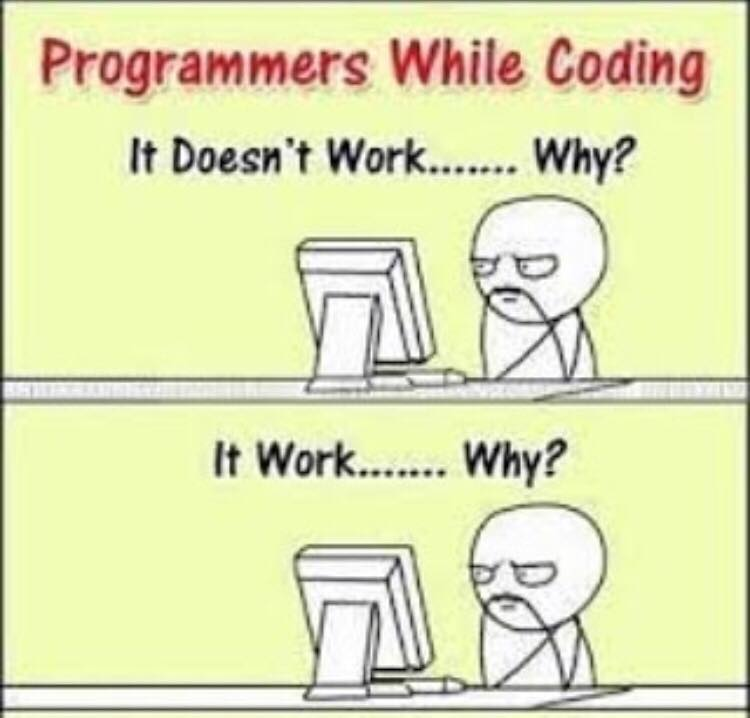 Programmers While Coding
It Doesn't Work....... Why?
It Work....... Why?